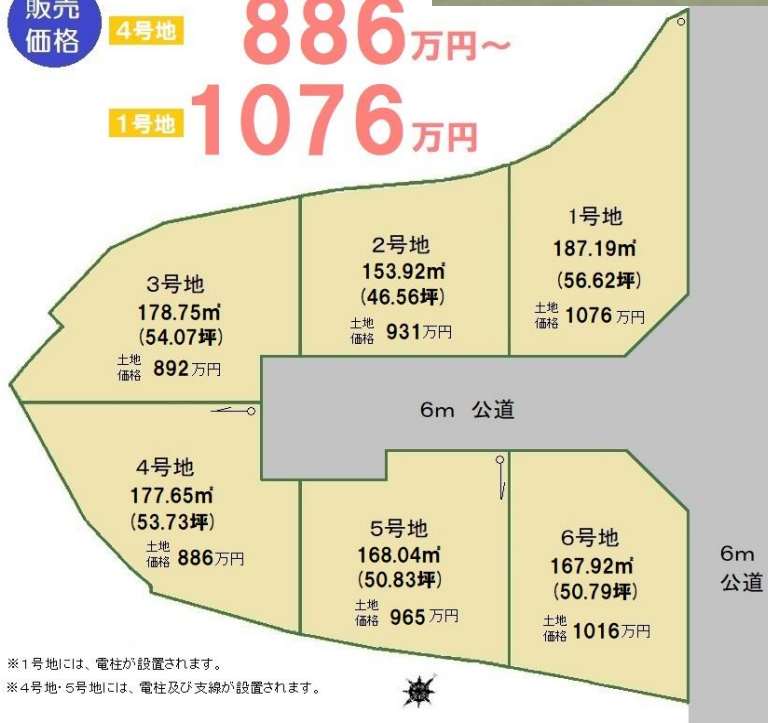 販売
価格
4号地
886万円～
1号地
1076万円
1号地
187.19㎡
(56.62坪)
土地
価格 1076万円
2号地
153.92㎡
(46.56坪)
土地
価格 931万円
3号地
178.75㎡
(54.07坪)
土地
価格 892万円
6m 公道
4号地
177.65㎡
(53.73坪)
土地
価格 886万円
5号地
168.04㎡
(50.83坪)
土地
価格 965万円
6号地
167.92㎡
(50.79坪)
土地
価格 1016万円
6m
公道
※1号地には、電柱が設置されます。
※4号地・5号地には、電柱及び支線が設置されます。